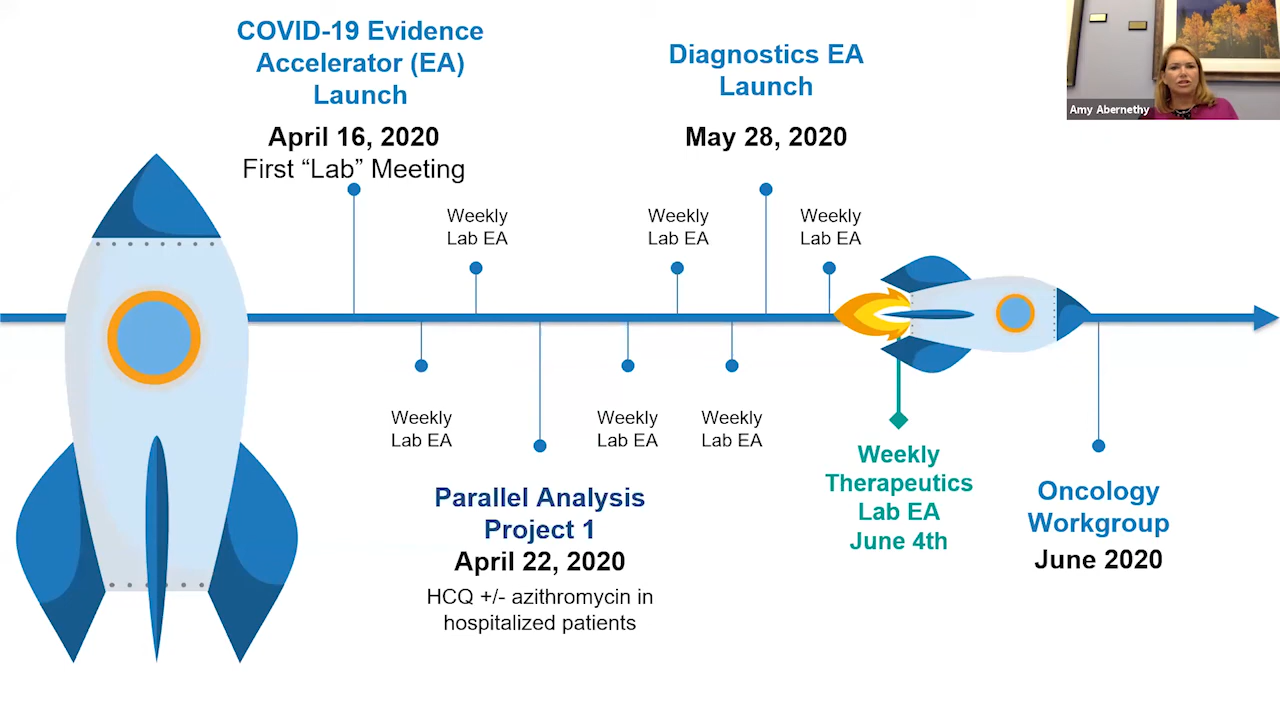 COVID-19 Evidence
Accelerator (EA)
Launch
April 16, 2020
First “Lab” Meeting
Diagnostics EA
Launch
May 28, 2020
Amy Abernethy
Weekly
Lab EA
Weekly
Lab EA
Weekly
Lab EA
Weekly
Lab EA
Weekly
Lab EA
Weekly
Lab EA
Parallel Analysis
Project 1
April 22, 2020
HCQ +/- azithromycin in
hospitalized patients
Weekly
Therapeutics
Lab EA
June 4th
Oncology
Workgroup
June 2020